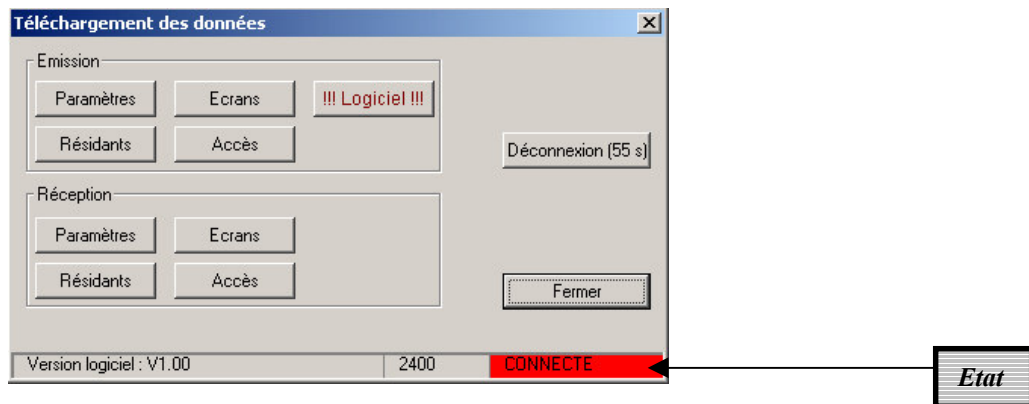 Téléchargement des données
Emission
Paramètres Ecrans !!! Logiciel !!!
Résidants Accès
Déconnexion (55 s)
Réception
Paramètres Ecrans
Résidants Accès
Fermer
Version logiciel : V1.00 2400 CONNECTE
Etat